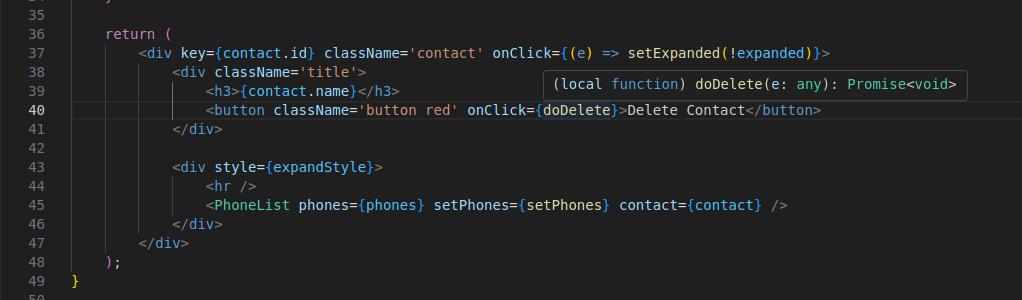 35
36 return (
37 <div key={contact.id} className='contact' onClick={(e) => setExpanded(!expanded)}>
38 <div className='title'>
(local function) doDelete(e: any): Promise<void>
39 <h3>{contact.name}</h3>
40 <button className='button red' onClick={doDelete}>Delete Contact</button>
41 </div>
42
43 <div style={expandStyle}>
44 <hr />
45 <PhoneList phones={phones} setPhones={setPhones} contact={contact} />
46 </div>
47 </div>
48 );
49 }